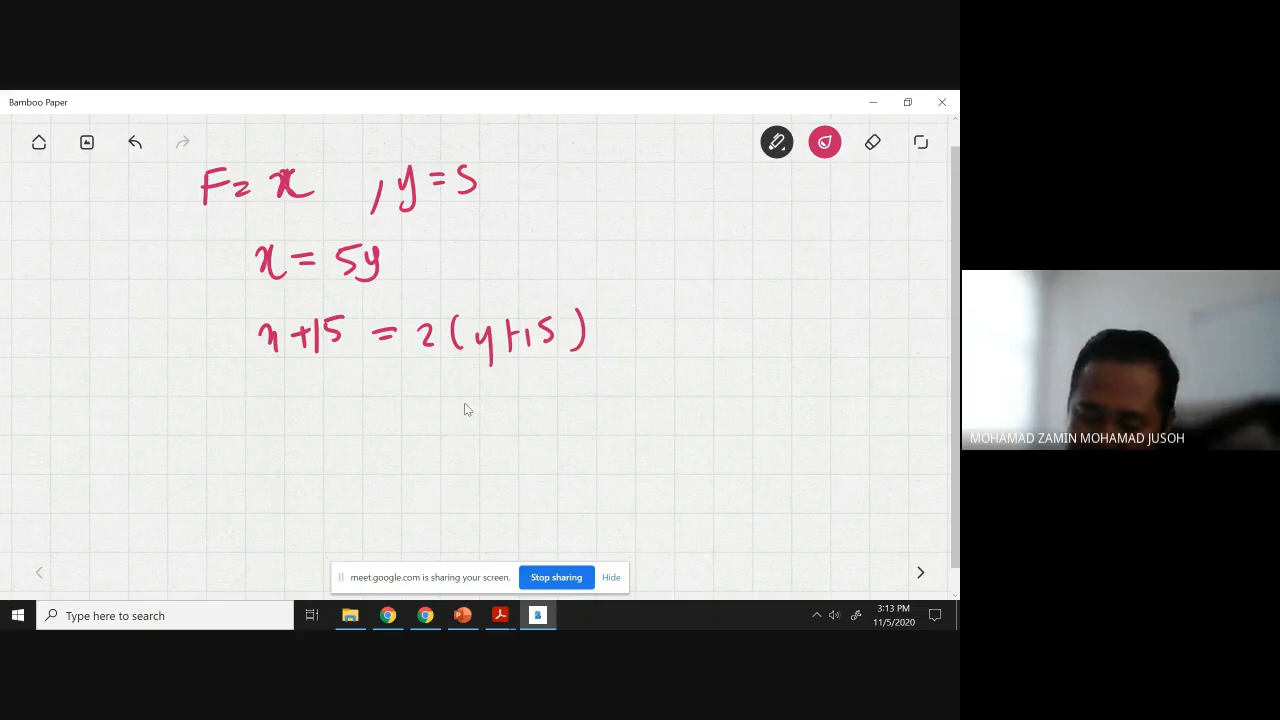 Bamboo Paper
F = x , y = S
x = 5y
x + 15 = 2 ( y + 15 )
MOHAMAD ZAMIN MOHAMAD JUSOH
meet.google.com is sharing your screen. Stop sharing Hide
Type here to search
3:13 PM
11/5/2020